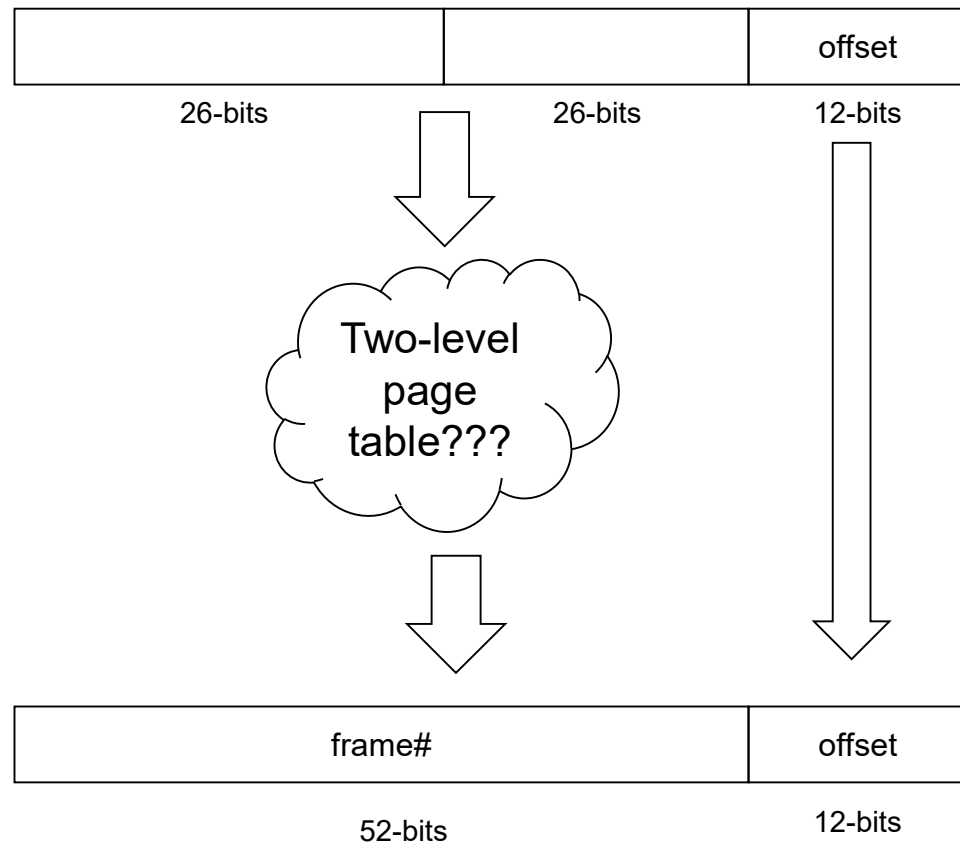 offset
26-bits 26-bits 12-bits
Two-level
page
table???
frame# offset
52-bits 12-bits